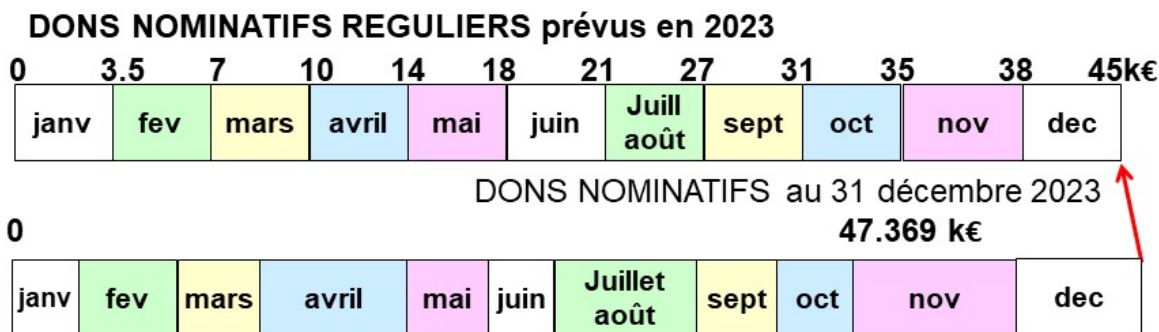 DONS NOMINATIFS REGULIERS prévus en 2023
0 3.5 7 10 14 18 21 27 31 35 38 45k€
janv fev mars avril mai juin Juill août sept oct nov dec
DONS NOMINATIFS au 31 décembre 2023
0 47.369 k€
janv fev mars avril mai juin Juillet août sept oct nov dec